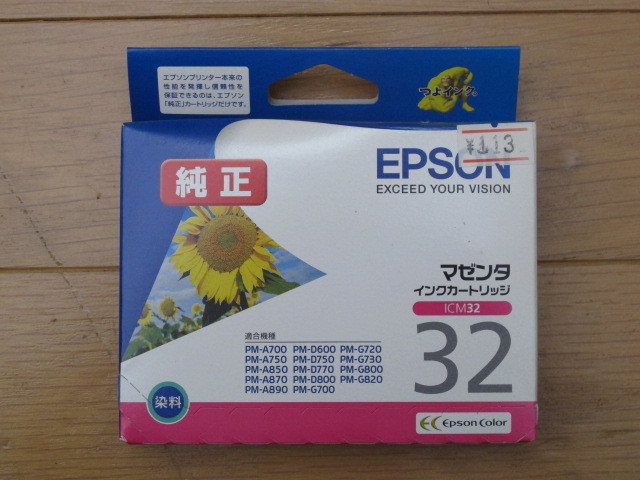 エプソンプリンター本来の
性能を発揮し信頼性を
保証できるのは、エプソン
「純正」カートリッジだけです。
つよインク。
¥113
純正
EPSON
EXCEED YOUR VISION
マゼンタ
インクカートリッジ
ICM32
32
適合機種
PM-A700 PM-D600 PM-G720
PM-A750 PM-D750 PM-G730
PM-A850 PM-D770 PM-G800
PM-A870 PM-D800 PM-G820
PM-A890 PM-G700
染料
Epson Color